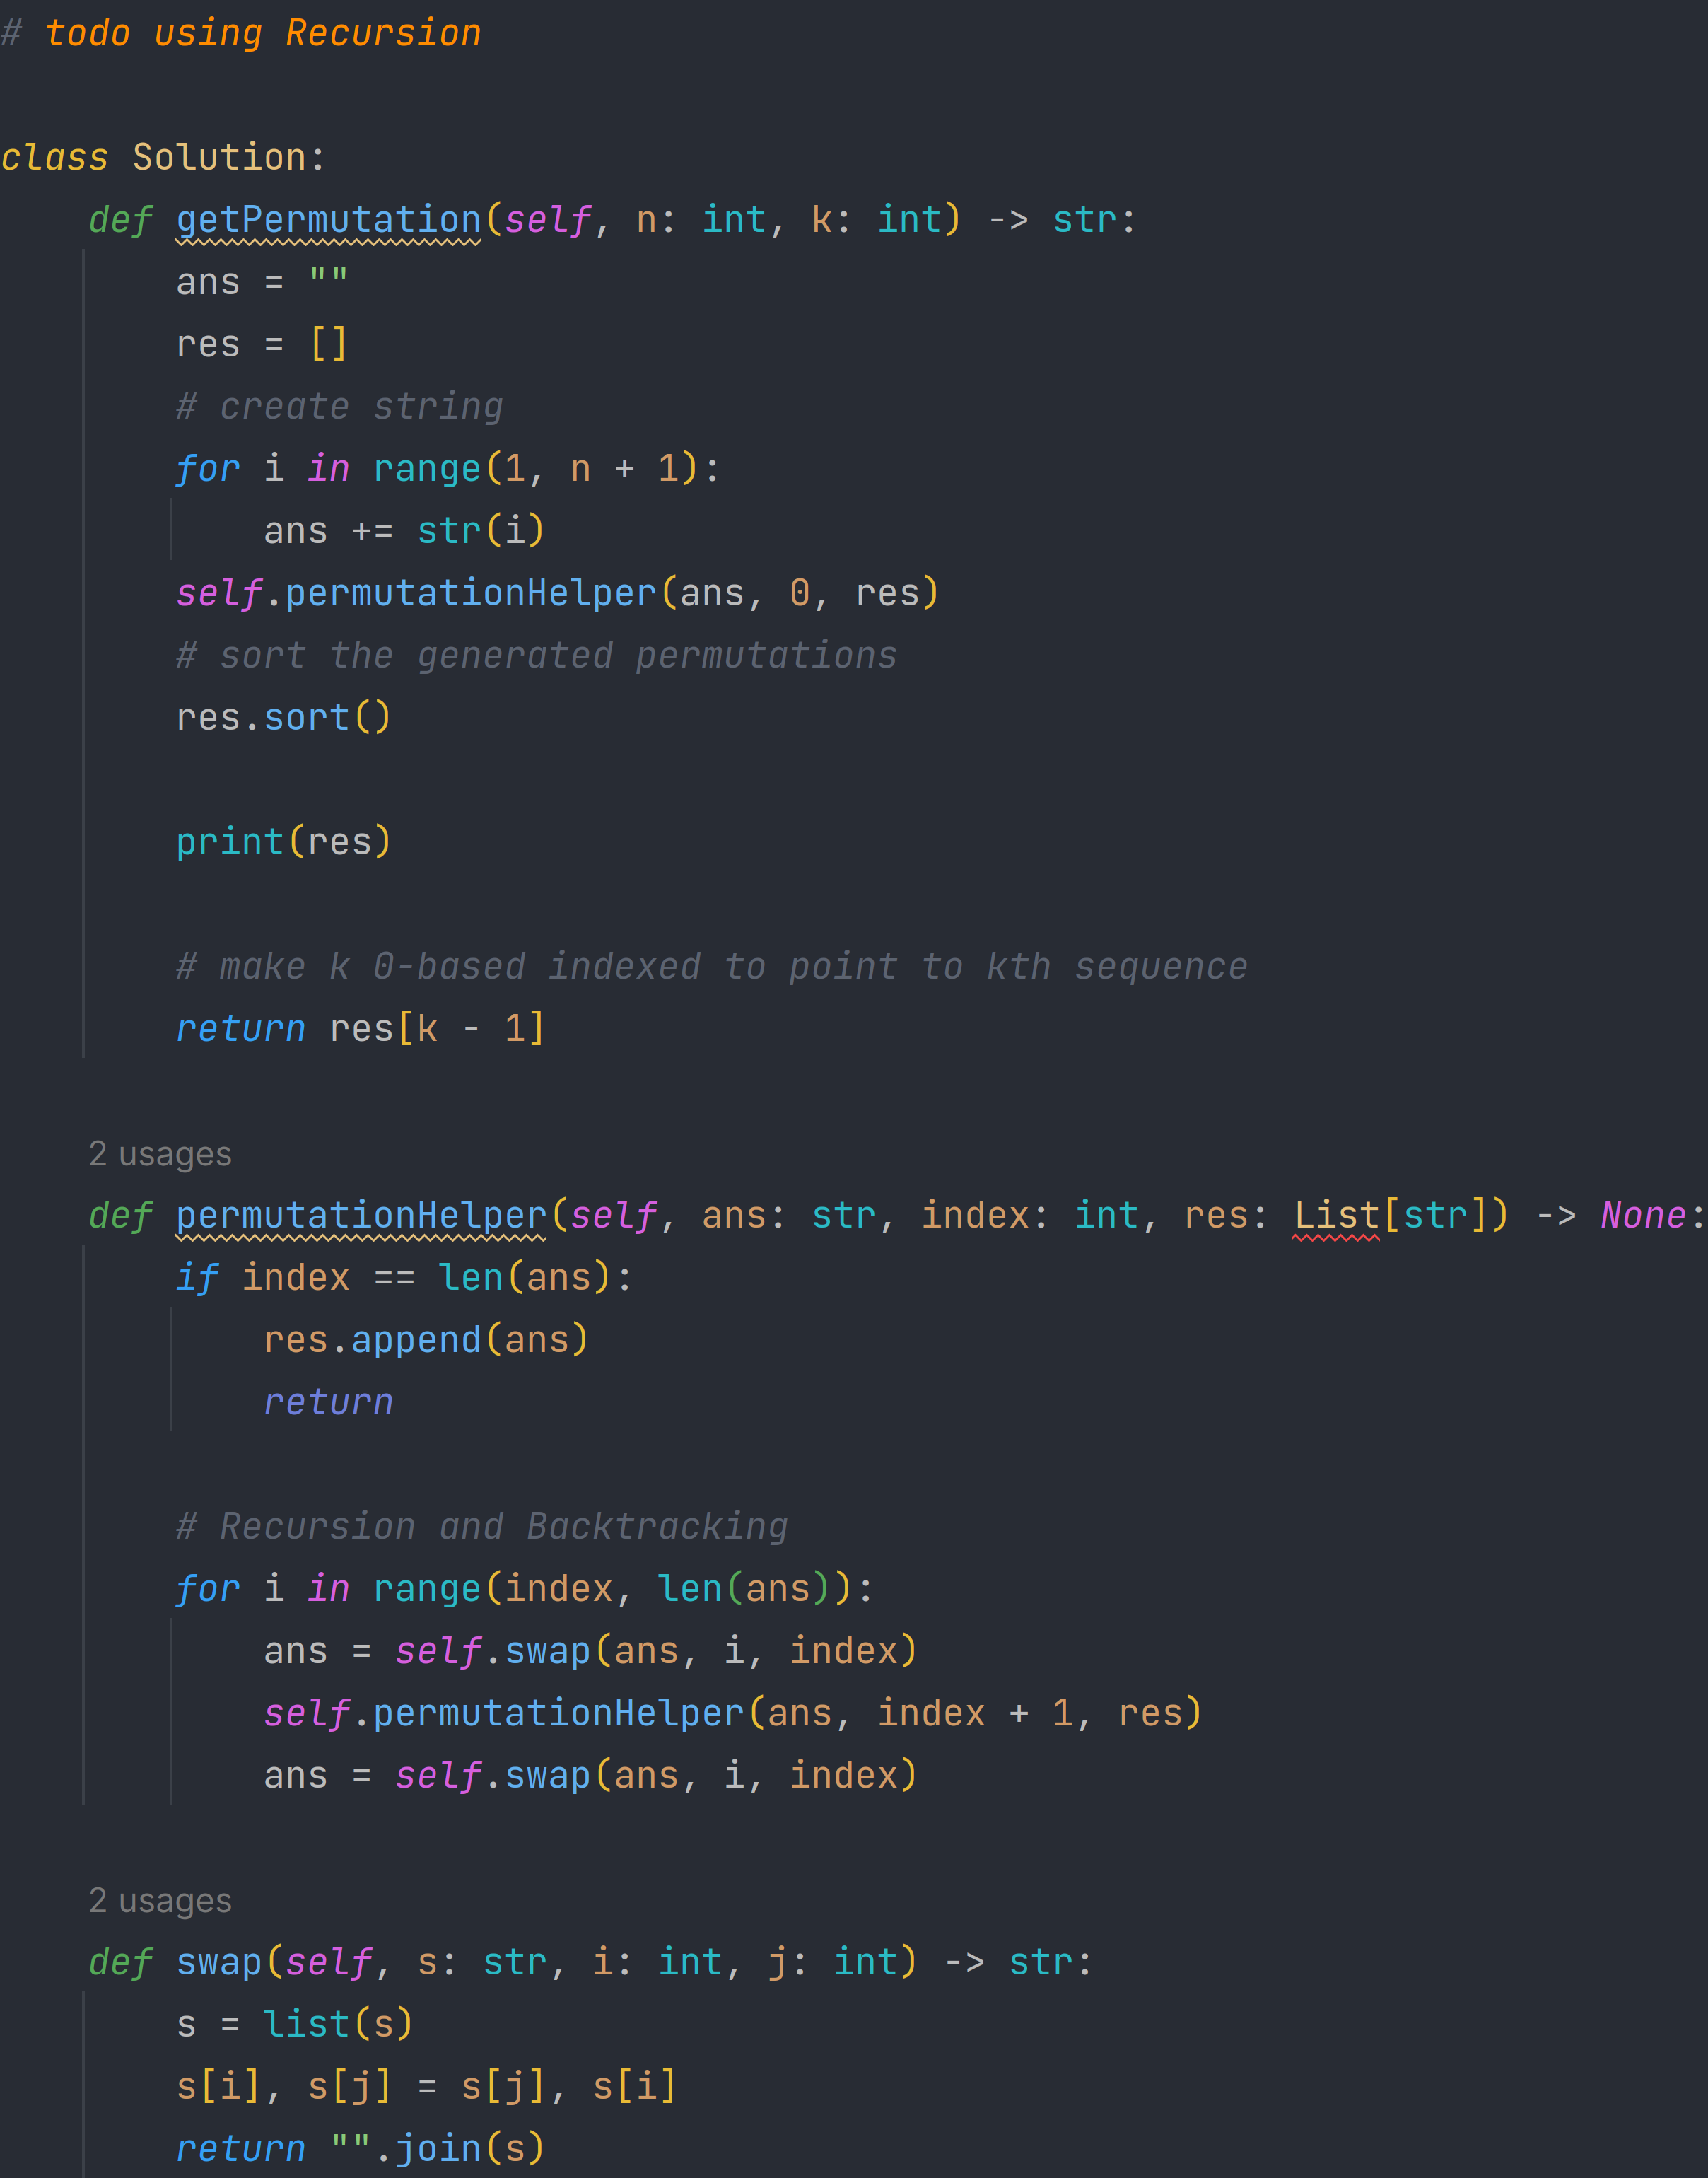 # todo using Recursion
class Solution:
    def getPermutation(self, n: int, k: int) -> str:
        ans = ""
        res = []
        # create string
        for i in range(1, n + 1):
            ans += str(i)
        self.permutationHelper(ans, 0, res)
        # sort the generated permutations
        res.sort()
        print(res)
        # make k 0-based indexed to point to kth sequence
        return res[k - 1]
    2 usages
    def permutationHelper(self, ans: str, index: int, res: List[str]) -> None:
        if index == len(ans):
            res.append(ans)
            return
        # Recursion and Backtracking
        for i in range(index, len(ans)):
            ans = self.swap(ans, i, index)
            self.permutationHelper(ans, index + 1, res)
            ans = self.swap(ans, i, index)
    2 usages
    def swap(self, s: str, i: int, j: int) -> str:
        s = list(s)
        s[i], s[j] = s[j], s[i]
        return "".join(s)